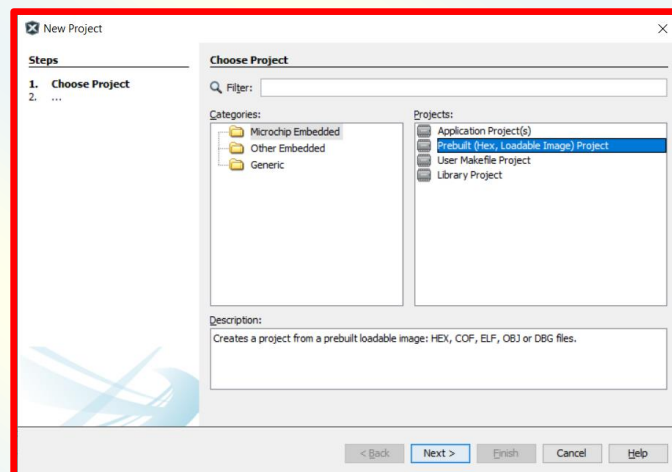 New Project
Steps
1. Choose Project
2. ...
Choose Project
Filter:
Categories:
Microchip Embedded
Other Embedded
Generic
Projects:
Application Project(s)
Prebuilt (Hex, Loadable Image) Project
User Makefile Project
Library Project
Description:
Creates a project from a prebuilt loadable image: HEX, COF, ELF, OBJ or DBG files.
< Back
Next >
Finish
Cancel
Help